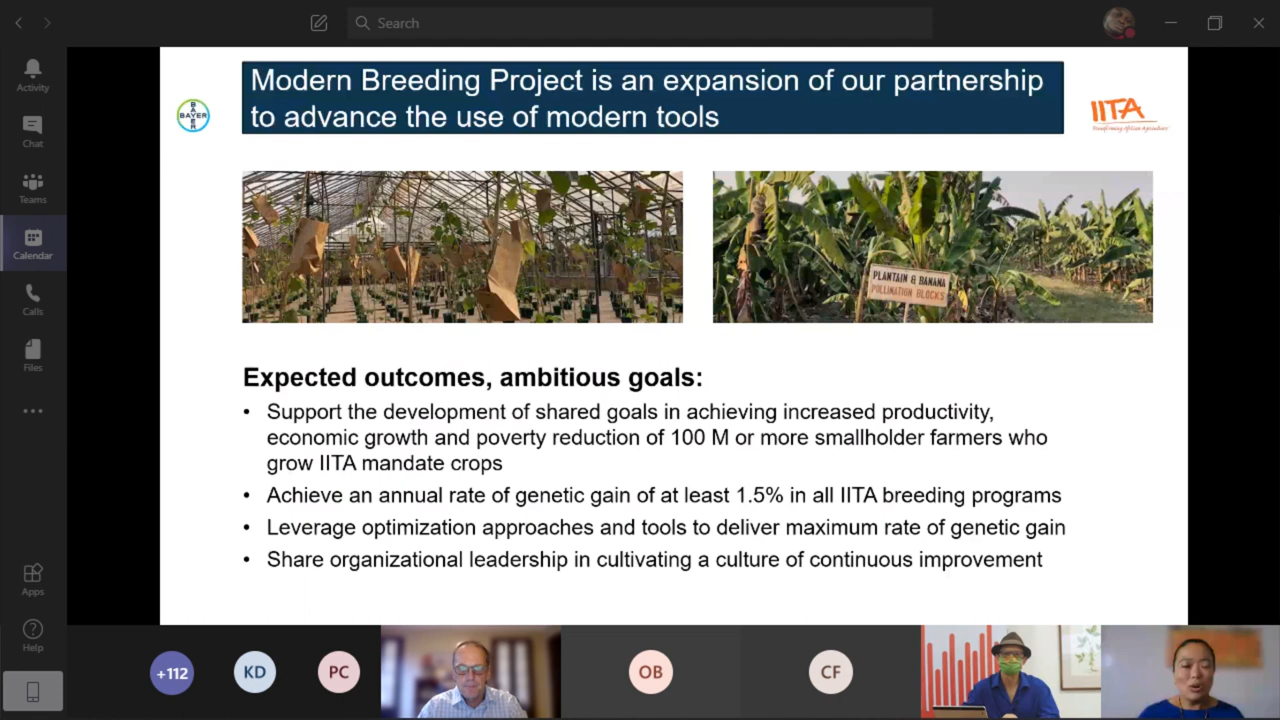 Search
Activity
Chat
Teams
Calendar
Calls
Files
Apps
Help
Modern Breeding Project is an expansion of our partnership
to advance the use of modern tools
BAYER
BAYER
IITA
Transforming African Agriculture
PLANTAIN & BANANA
POLLINATION BLOCKS
Expected outcomes, ambitious goals:
• Support the development of shared goals in achieving increased productivity,
economic growth and poverty reduction of 100 M or more smallholder farmers who
grow IITA mandate crops
• Achieve an annual rate of genetic gain of at least 1.5% in all IITA breeding programs
• Leverage optimization approaches and tools to deliver maximum rate of genetic gain
• Share organizational leadership in cultivating a culture of continuous improvement
+112
KD
PC
OB
CF